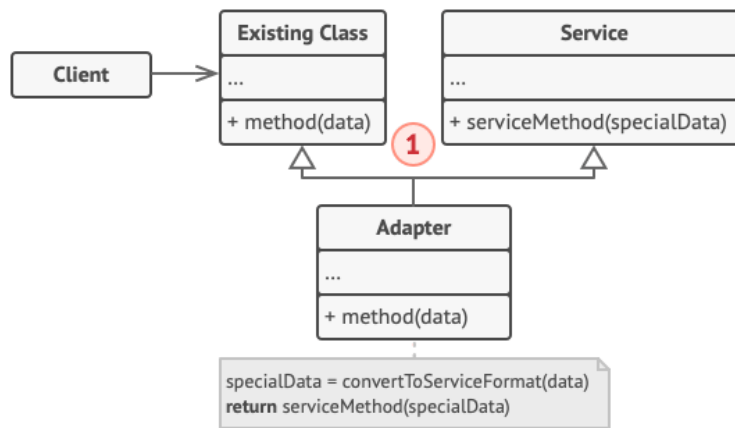 Client
Existing Class
...
+ method(data)
Service
...
+ serviceMethod(specialData)
1
Adapter
...
+ method(data)
specialData = convertToServiceFormat(data)
return serviceMethod(specialData)